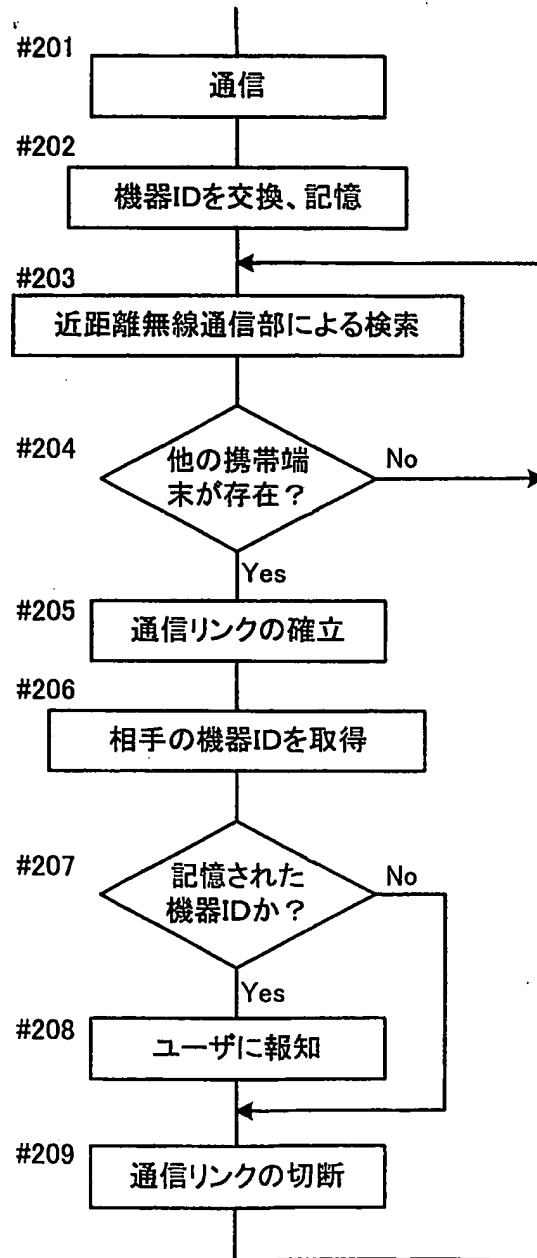 #201
通信
#202
機器IDを交換、記憶
#203
近距離無線通信部による検索
#204
他の携帯端
末が存在？
No
Yes
#205
通信リンクの確立
#206
相手の機器IDを取得
#207
記憶された
機器IDか？
No
Yes
#208
ユーザに報知
#209
通信リンクの切断